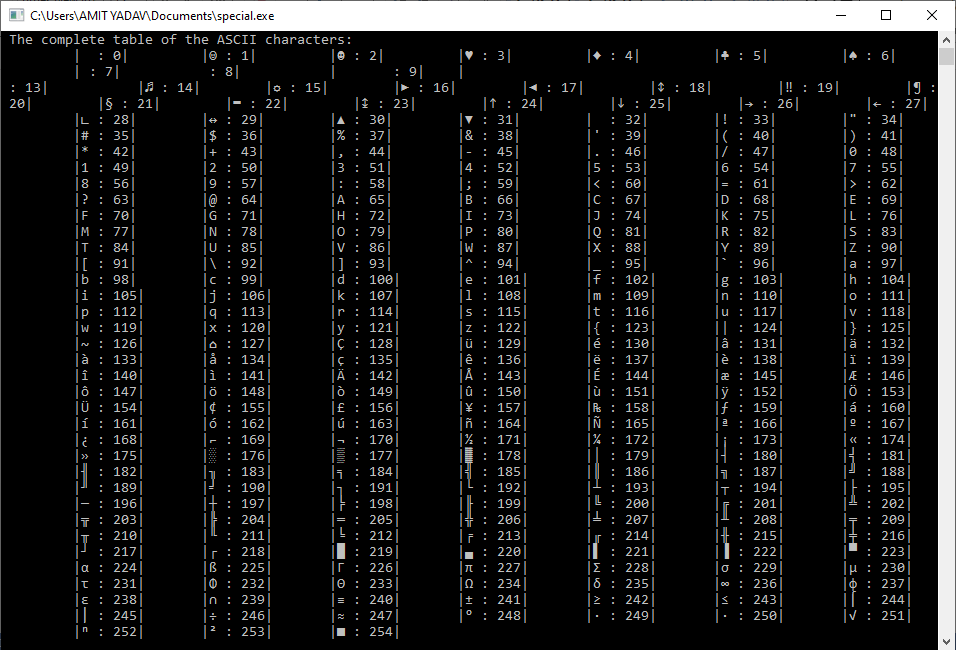 C:\Users\AMIT YADAV\Documents\special.exe
The complete table of the ASCII characters:
|  : 0| |☺ : 1| |☻ : 2| |♥ : 3| |♦ : 4| |♣ : 5| |♠ : 6|
| : 7| : 8| | : 9| |
: 13| |♫ : 14| |☼ : 15| |► : 16| |◄ : 17| |↕ : 18| |‼ : 19| |¶ :
20| |§ : 21| |▬ : 22| |↨ : 23| |↑ : 24| |↓ : 25| |→ : 26| |← : 27|
|∟ : 28| |↔ : 29| |▲ : 30| |▼ : 31| |  : 32| |! : 33| |" : 34|
|# : 35| |$ : 36| |% : 37| |& : 38| |' : 39| |( : 40| |) : 41|
|* : 42| |+ : 43| |, : 44| |- : 45| |. : 46| |/ : 47| |0 : 48|
|1 : 49| |2 : 50| |3 : 51| |4 : 52| |5 : 53| |6 : 54| |7 : 55|
|8 : 56| |9 : 57| |: : 58| |; : 59| |< : 60| |= : 61| |> : 62|
|? : 63| |@ : 64| |A : 65| |B : 66| |C : 67| |D : 68| |E : 69|
|F : 70| |G : 71| |H : 72| |I : 73| |J : 74| |K : 75| |L : 76|
|M : 77| |N : 78| |O : 79| |P : 80| |Q : 81| |R : 82| |S : 83|
|T : 84| |U : 85| |V : 86| |W : 87| |X : 88| |Y : 89| |Z : 90|
|[ : 91| |\ : 92| |] : 93| |^ : 94| |_ : 95| |` : 96| |a : 97|
|b : 98| |c : 99| |d : 100| |e : 101| |f : 102| |g : 103| |h : 104|
|i : 105| |j : 106| |k : 107| |l : 108| |m : 109| |n : 110| |o : 111|
|p : 112| |q : 113| |r : 114| |s : 115| |t : 116| |u : 117| |v : 118|
|w : 119| |x : 120| |y : 121| |z : 122| |{ : 123| || : 124| |} : 125|
|~ : 126| |⌂ : 127| |Ç : 128| |ü : 129| |é : 130| |â : 131| |ä : 132|
|à : 133| |å : 134| |ç : 135| |ê : 136| |ë : 137| |è : 138| |ï : 139|
|î : 140| |ì : 141| |Ä : 142| |Å : 143| |É : 144| |æ : 145| |Æ : 146|
|ô : 147| |ö : 148| |ò : 149| |û : 150| |ù : 151| |ÿ : 152| |Ö : 153|
|Ü : 154| |¢ : 155| |£ : 156| |¥ : 157| |₧ : 158| |ƒ : 159| |á : 160|
|í : 161| |ó : 162| |ú : 163| |ñ : 164| |Ñ : 165| |ª : 166| |º : 167|
|¿ : 168| |⌐ : 169| |¬ : 170| |½ : 171| |¼ : 172| |¡ : 173| |« : 174|
|» : 175| |░ : 176| |▒ : 177| |▓ : 178| |│ : 179| |┤ : 180| |╡ : 181|
|╢ : 182| |╖ : 183| |╕ : 184| |╣ : 185| |║ : 186| |╗ : 187| |╝ : 188|
|╜ : 189| |╛ : 190| |┐ : 191| |└ : 192| |┴ : 193| |┬ : 194| |├ : 195|
|─ : 196| |┼ : 197| |╞ : 198| |╟ : 199| |╚ : 200| |╔ : 201| |╩ : 202|
|╦ : 203| |╠ : 204| |═ : 205| |╬ : 206| |╧ : 207| |╨ : 208| |╤ : 209|
|╥ : 210| |╙ : 211| |╘ : 212| |╒ : 213| |╓ : 214| |╫ : 215| |╪ : 216|
|┘ : 217| |┌ : 218| |█ : 219| |▄ : 220| |▌ : 221| |▐ : 222| |▀ : 223|
|α : 224| |ß : 225| |Γ : 226| |π : 227| |Σ : 228| |σ : 229| |µ : 230|
|τ : 231| |Φ : 232| |Θ : 233| |Ω : 234| |δ : 235| |∞ : 236| |φ : 237|
|ε : 238| |∩ : 239| |≡ : 240| |± : 241| |≥ : 242| |≤ : 243| |⌠ : 244|
|⌡ : 245| |÷ : 246| |≈ : 247| |° : 248| |∙ : 249| |· : 250| |√ : 251|
|ⁿ : 252| |² : 253| |■ : 254|